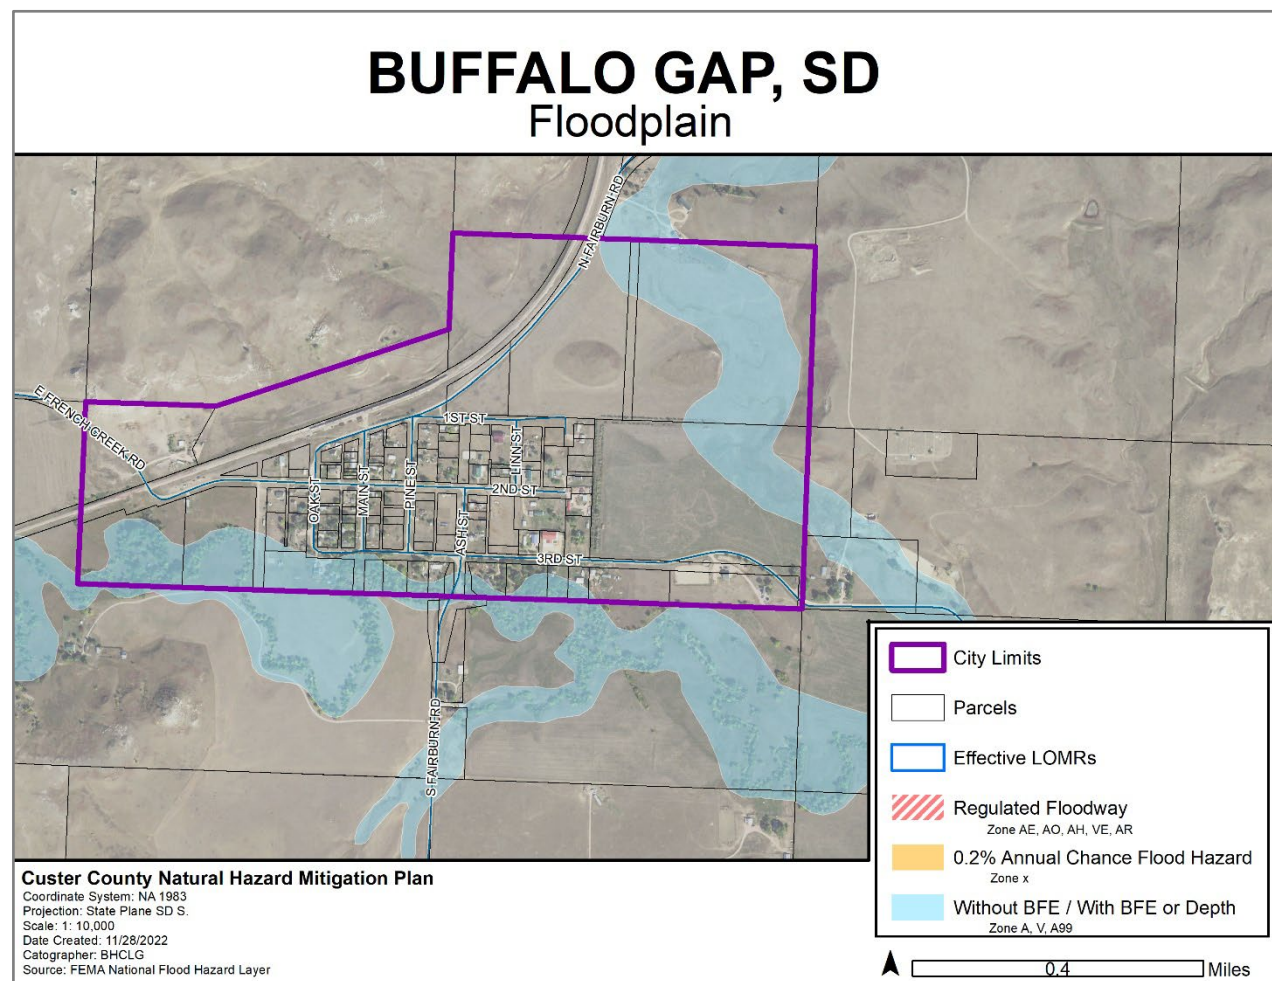 BUFFALO GAP, SD
Floodplain
N FAIRBURN RD
E FRENCH CREEK RD
1ST ST
LINN ST
OAK ST
MAIN ST
PINE ST
2ND ST
ASH ST
3RD ST
S FAIRBURN RD
City Limits
Parcels
Effective LOMRs
Regulated Floodway
Zone AE, AO, AH, VE, AR
0.2% Annual Chance Flood Hazard
Zone x
Without BFE / With BFE or Depth
Zone A, V, A99
Custer County Natural Hazard Mitigation Plan
Coordinate System: NA 1983
Projection: State Plane SD S.
Scale: 1: 10,000
Date Created: 11/28/2022
Catographer: BHCLG
Source: FEMA National Flood Hazard Layer
0.4 Miles